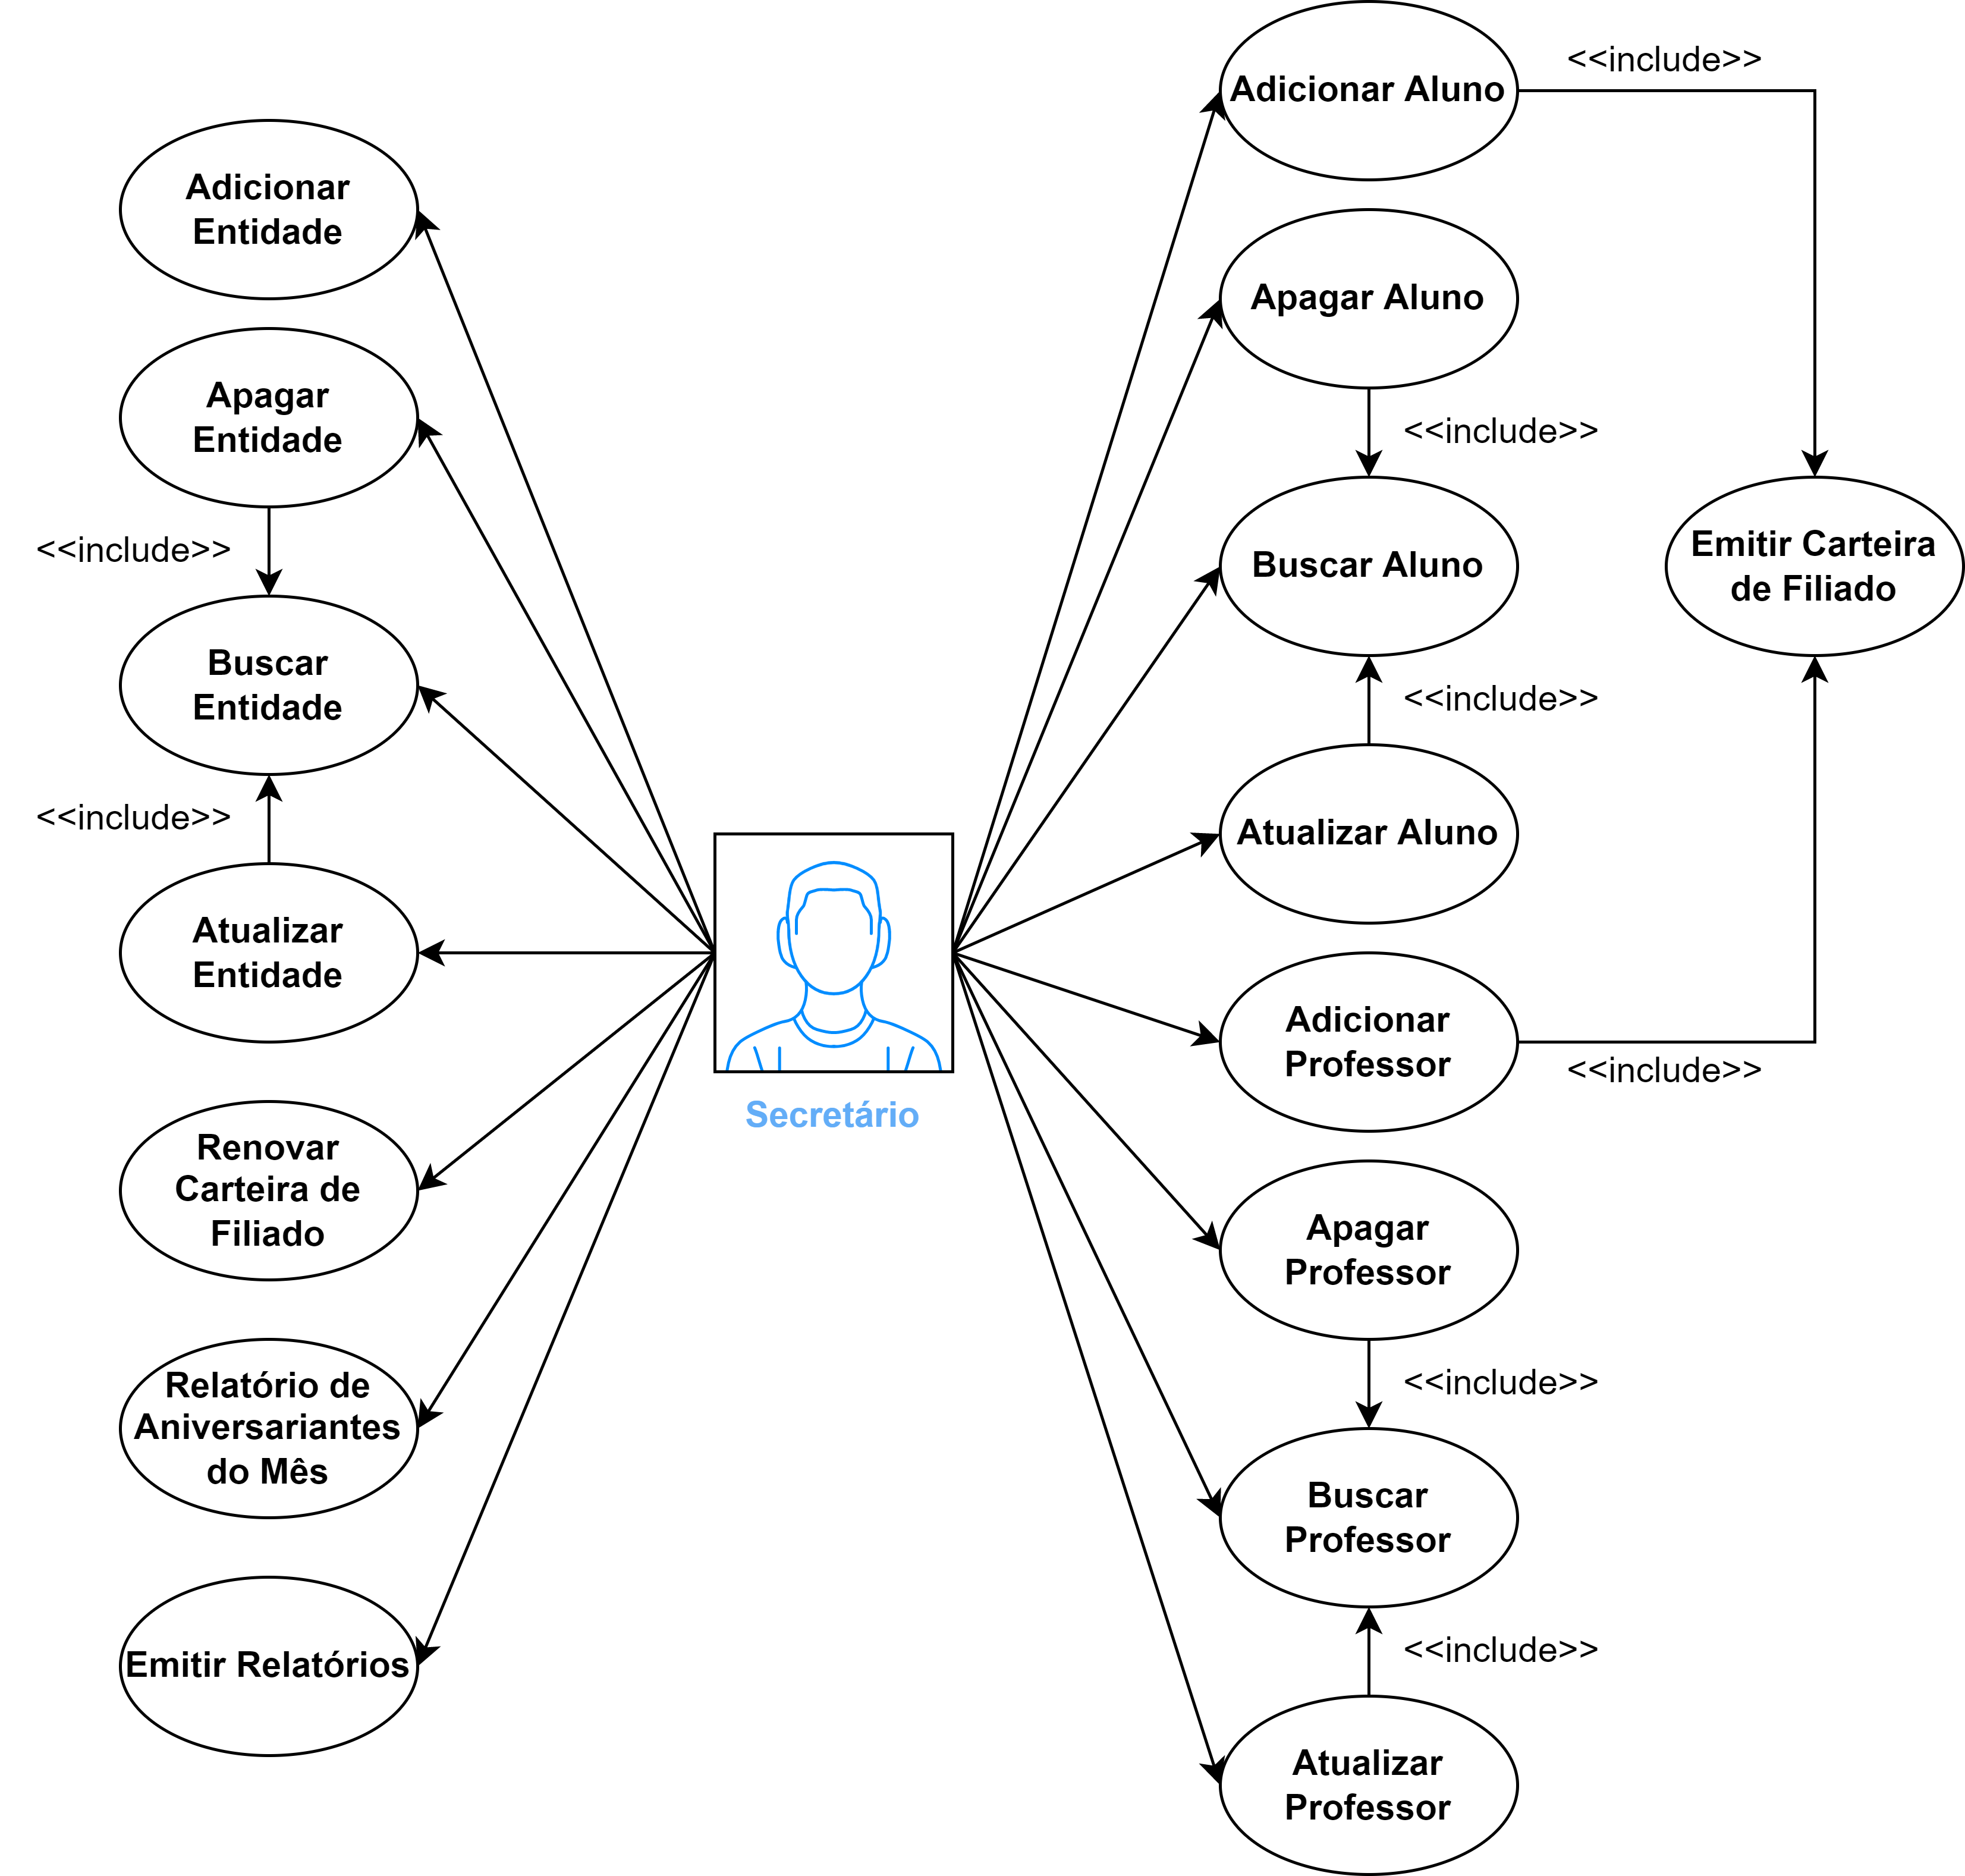 Adicionar
Entidade
Apagar
Entidade
<<include>>
Buscar
Entidade
<<include>>
Atualizar
Entidade
Renovar
Carteira de
Filiado
Relatório de
Aniversariantes
do Mês
Emitir Relatórios
Secretário
Adicionar Aluno
<<include>>
Apagar Aluno
<<include>>
Buscar Aluno
Emitir Carteira
de Filiado
<<include>>
Atualizar Aluno
Adicionar
Professor
<<include>>
Apagar
Professor
<<include>>
Buscar
Professor
<<include>>
Atualizar
Professor